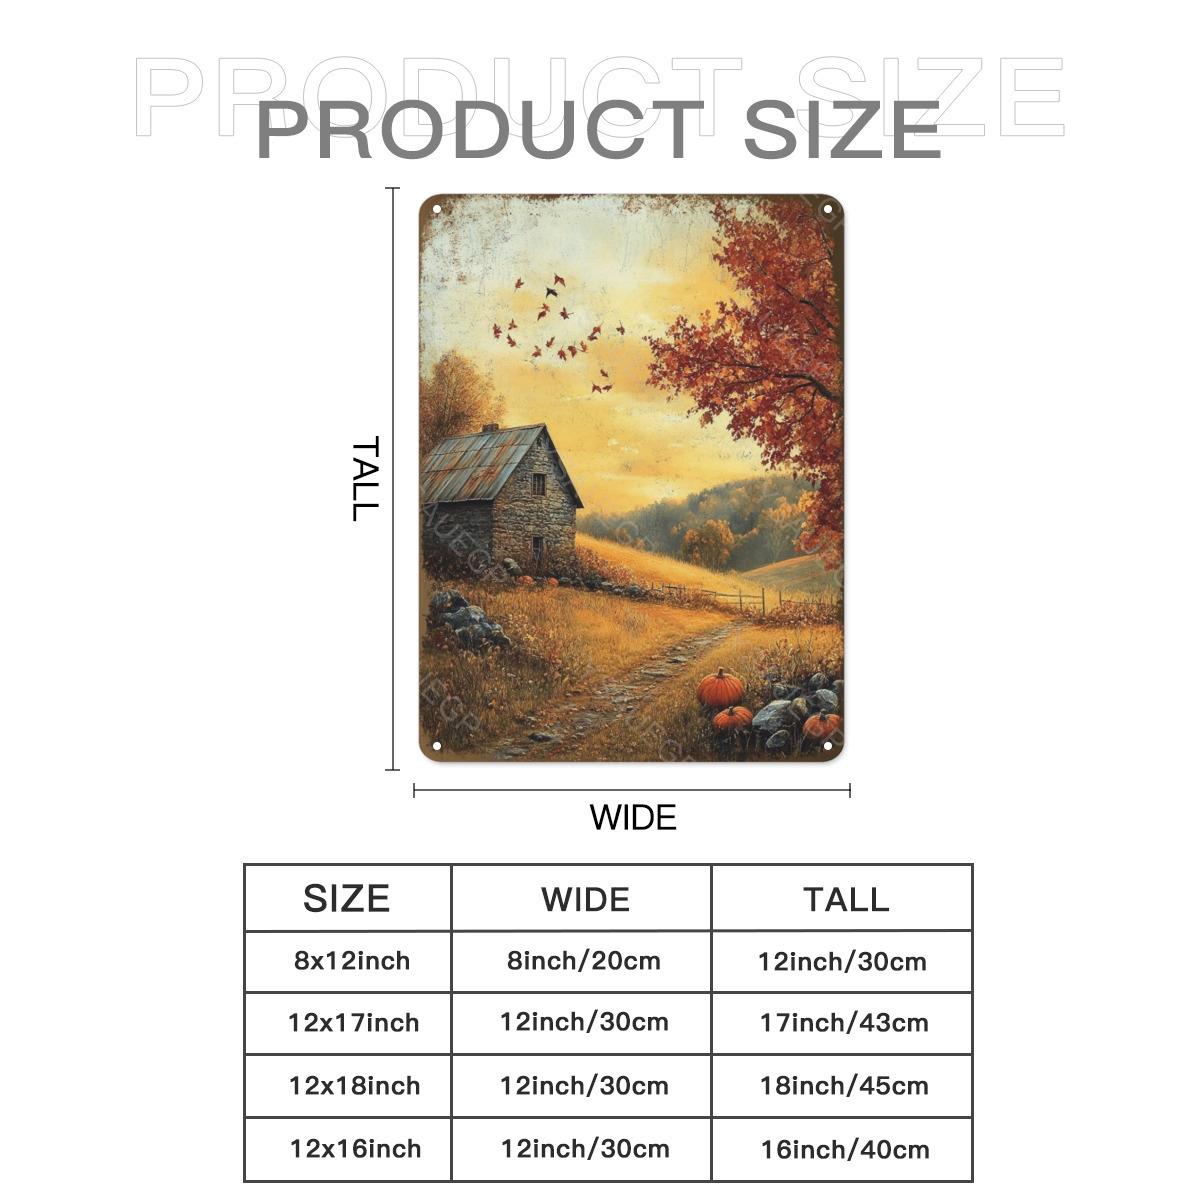 PRODUCT SIZE
PRODUCT SIZE
TALL
WIDE
SIZE WIDE TALL
8x12inch 8inch/20cm 12inch/30cm
12x17inch 12inch/30cm 17inch/43cm
12x18inch 12inch/30cm 18inch/45cm
12x16inch 12inch/30cm 16inch/40cm